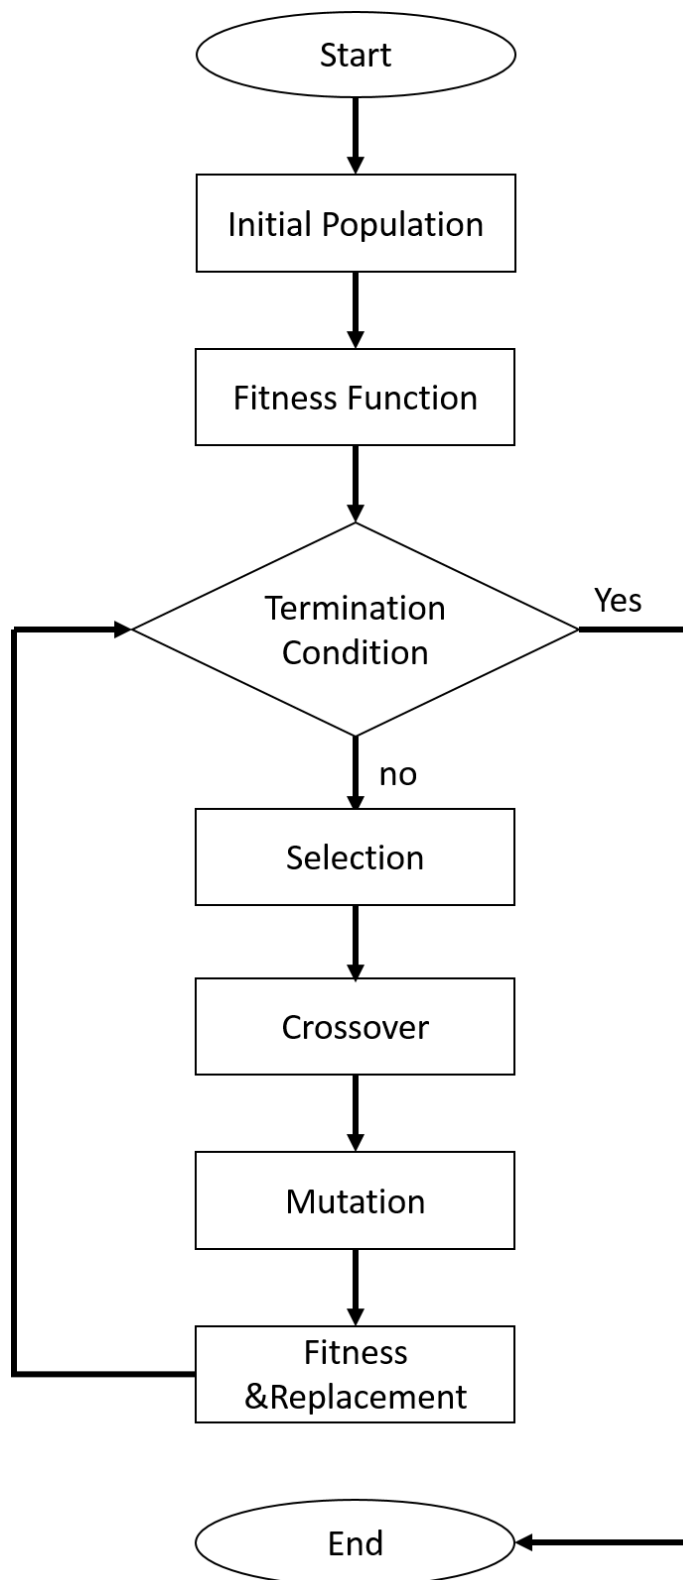 Start
Initial Population
Fitness Function
Termination
Condition
Yes
no
Selection
Crossover
Mutation
Fitness
&Replacement
End